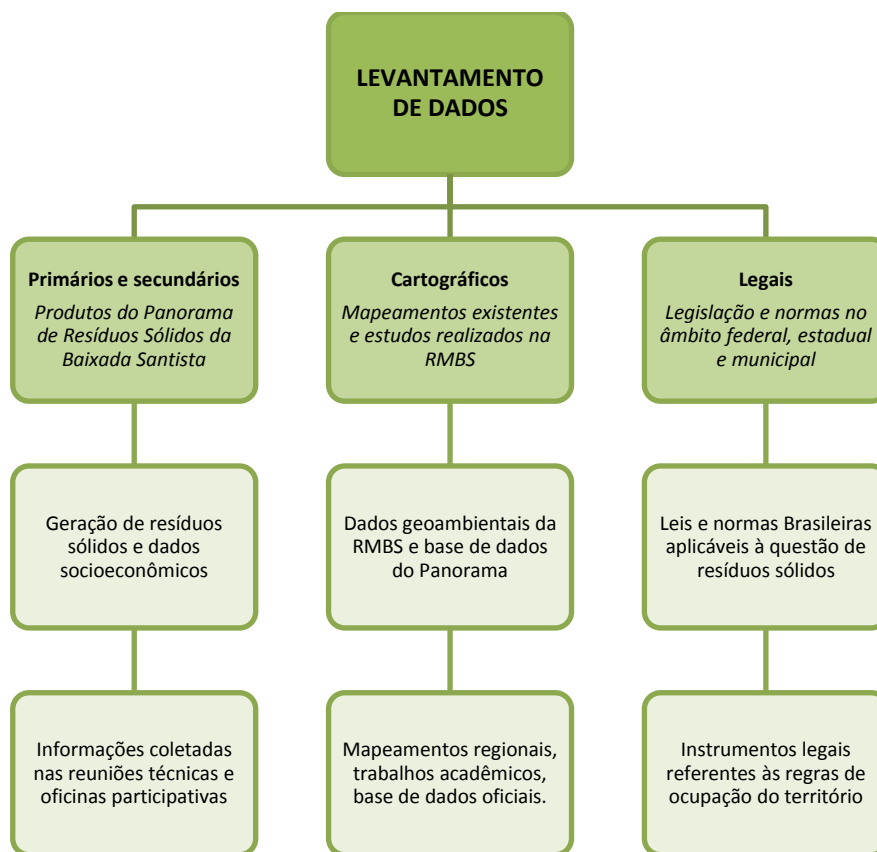 LEVANTAMENTO
DE DADOS
Primários e secundários
Produtos do Panorama
de Resíduos Sólidos da
Baixada Santista
Cartográficos
Mapeamentos existentes
e estudos realizados na
RMBS
Legais
Legislação e normas no
âmbito federal, estadual
e municipal
Geração de resíduos
sólidos e dados
socioeconômicos
Dados geoambientais da
RMBS e base de dados
do Panorama
Leis e normas Brasileiras
aplicáveis à questão de
resíduos sólidos
Informações coletadas
nas reuniões técnicas e
oficinas participativas
Mapeamentos regionais,
trabalhos acadêmicos,
base de dados oficiais.
Instrumentos legais
referentes às regras de
ocupação do território